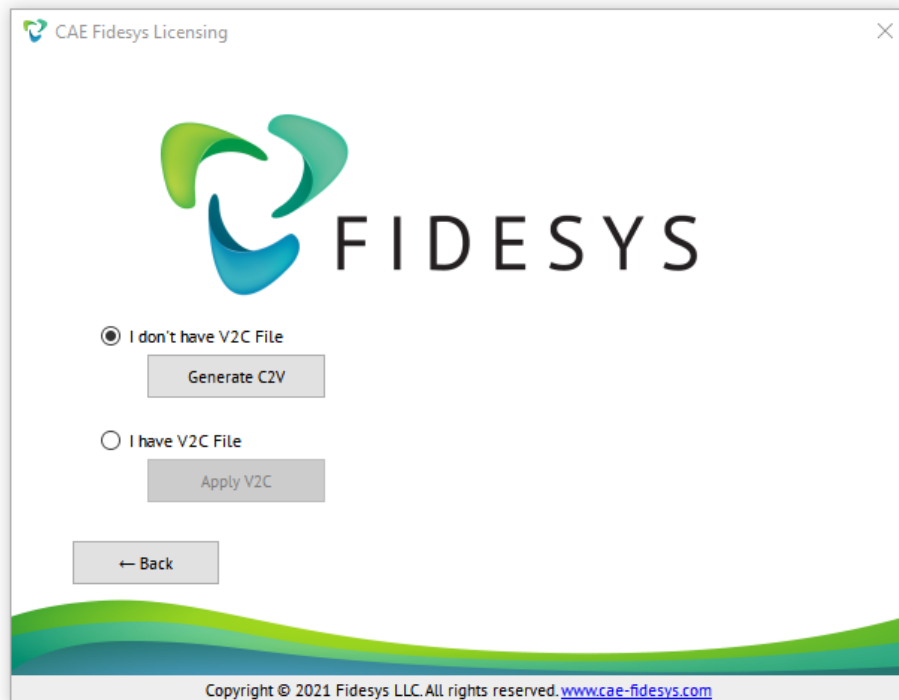 CAE Fidesys Licensing
FIDESYS
I don't have V2C File
Generate C2V
I have V2C File
Apply V2C
← Back
Copyright © 2021 Fidesys LLC. All rights reserved. www.cae-fidesys.com